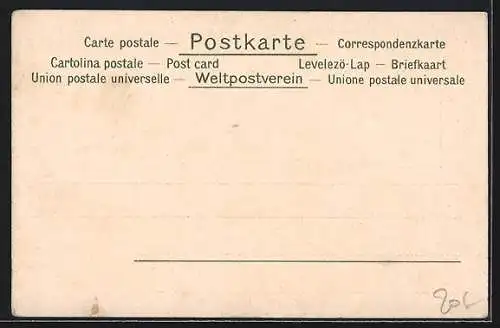 Carte postale — Postkarte — Correspondenzkarte
Cartolina postale — Post card Levelezö-Lap — Briefkaart
Union postale universelle — Weltpostverein — Unione postale universale